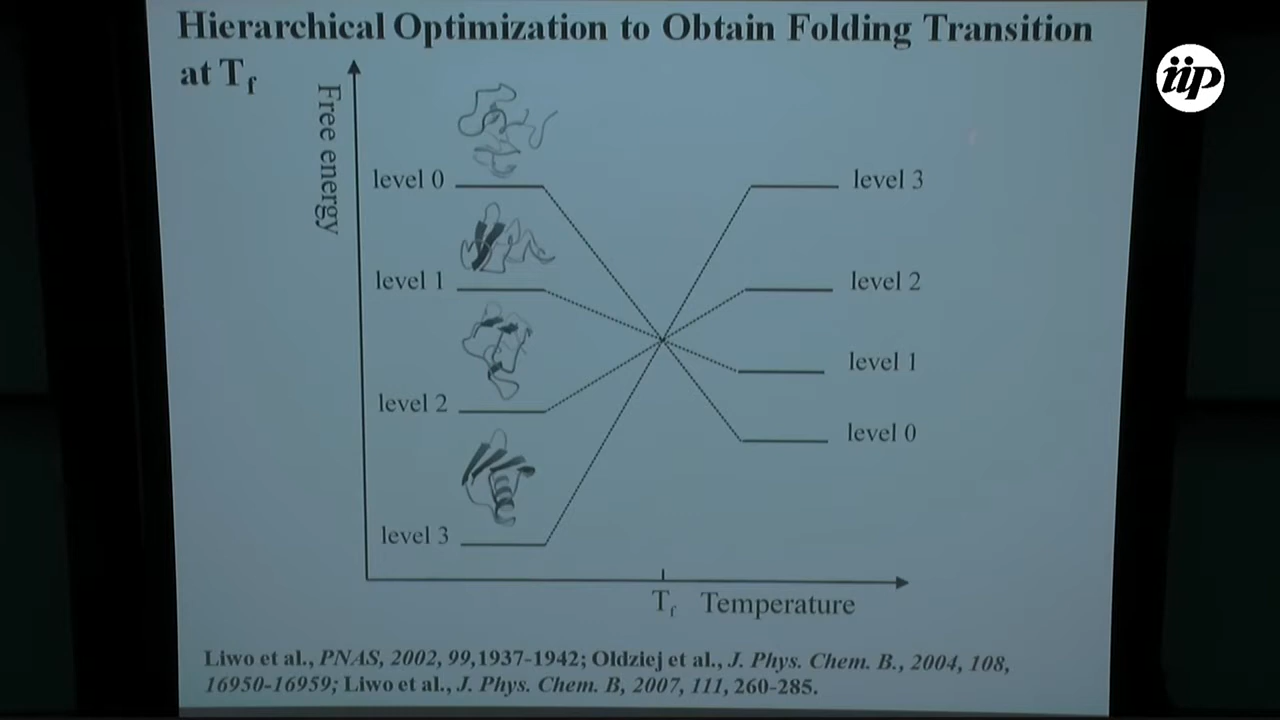 Hierarchical Optimization to Obtain Folding Transition
at Tf
iip
Free energy
level 0
level 3
level 1
level 2
level 2
level 1
level 3
level 0
Tf Temperature
Liwo et al., PNAS, 2002, 99,1937-1942; Oldziej et al., J. Phys. Chem. B., 2004, 108,
16950-16959; Liwo et al., J. Phys. Chem. B, 2007, 111, 260-285.